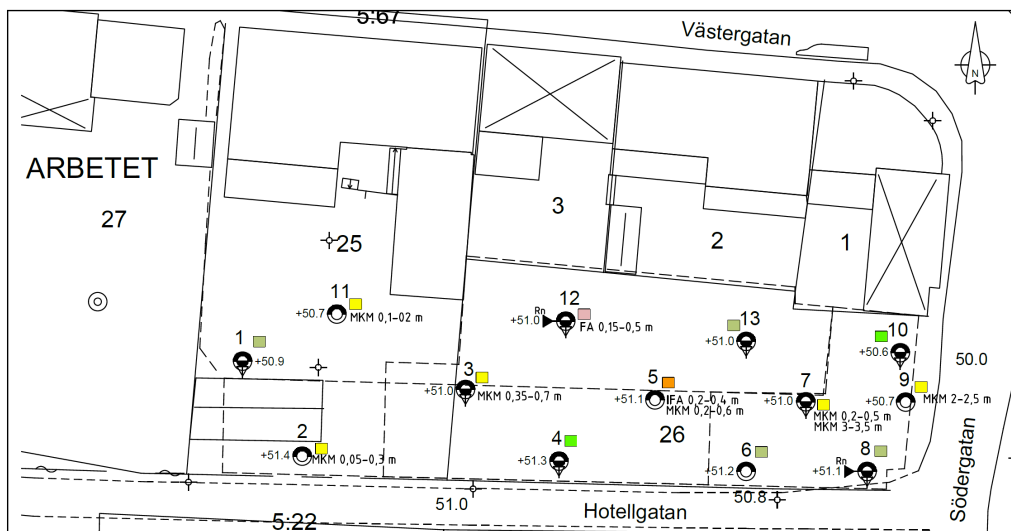 5:67
Västergatan
N
ARBETET
27
25
3
2
1
11
+50.7
MKM 0,1-02 m
12
Rn
+51.0
FA 0,15-0,5 m
13
+51.0
10
+50.6
50.0
1
+50.9
3
+51.0
MKM 0,35-0,7 m
5
+51.1
IFA 0,2-0,4 m
MKM 0,2-0,6 m
7
+51.0
MKM 0,2-0,5 m
MKM 3-3,5 m
9
+50.7
MKM 2-2,5 m
2
+51.4
MKM 0,05-0,3 m
4
+51.3
26
6
+51.2
8
Rn
+51.1
Södergatan
51.0
50.8
Hotellgatan
5:22